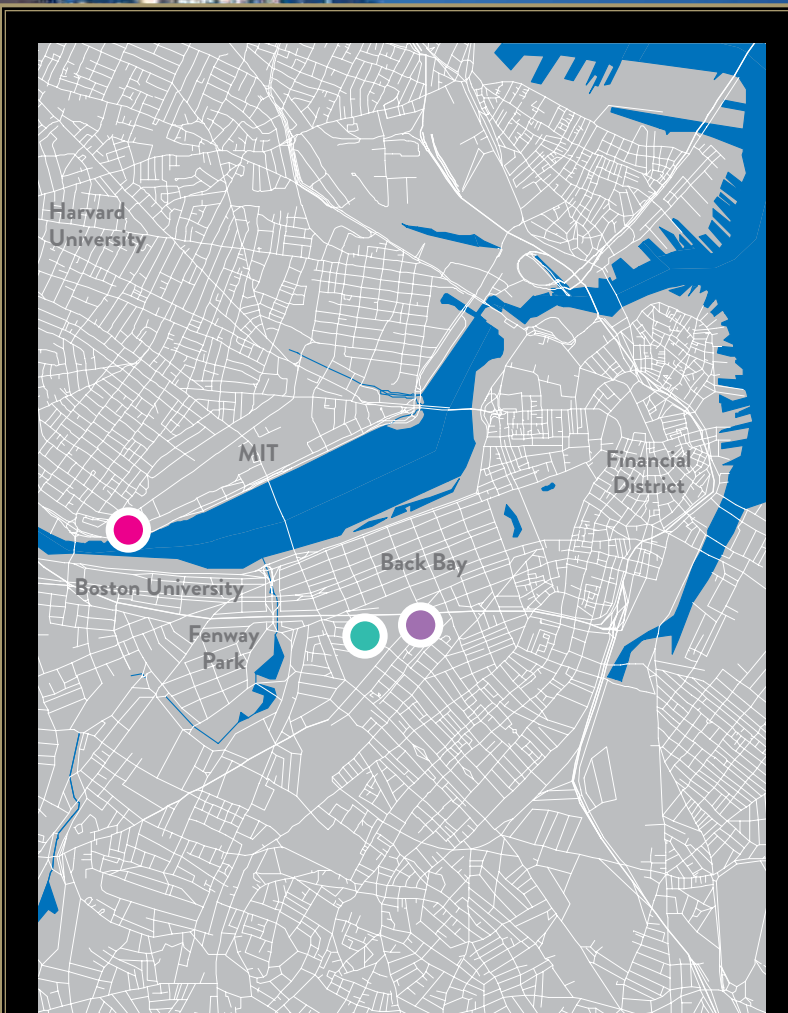 Harvard
University
MIT
Financial
District
Back Bay
Boston University
Fenway
Park